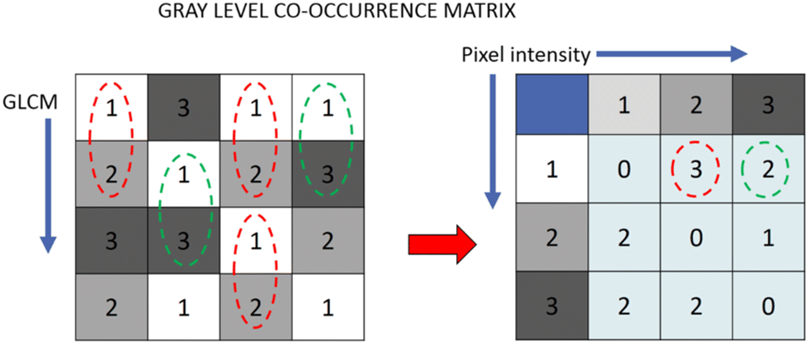 GRAY LEVEL CO-OCCURRENCE MATRIX
Pixel intensity
GLCM
1 3 1 1
2 1 2 3
3 3 1 2
2 1 2 1
1 2 3
1 0 3 2
2 2 0 1
3 2 2 0